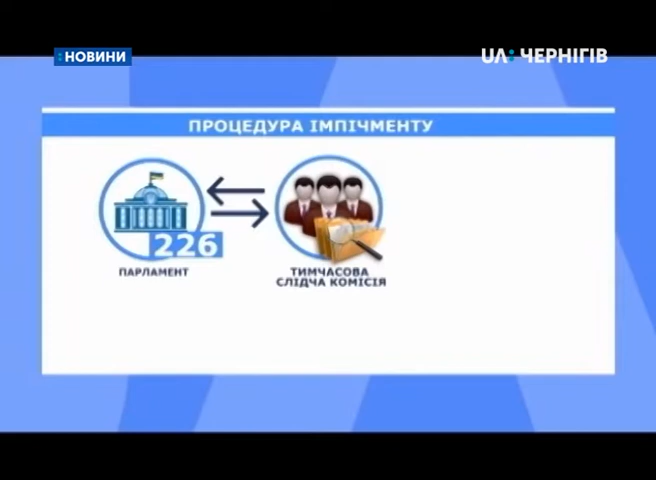 :НОВИНИ
UA: ЧЕРНІГІВ
ПРОЦЕДУРА ІМПІЧМЕНТУ
226
ПАРЛАМЕНТ
ТИМЧАСОВА
СЛІДЧА КОМІСІЯ